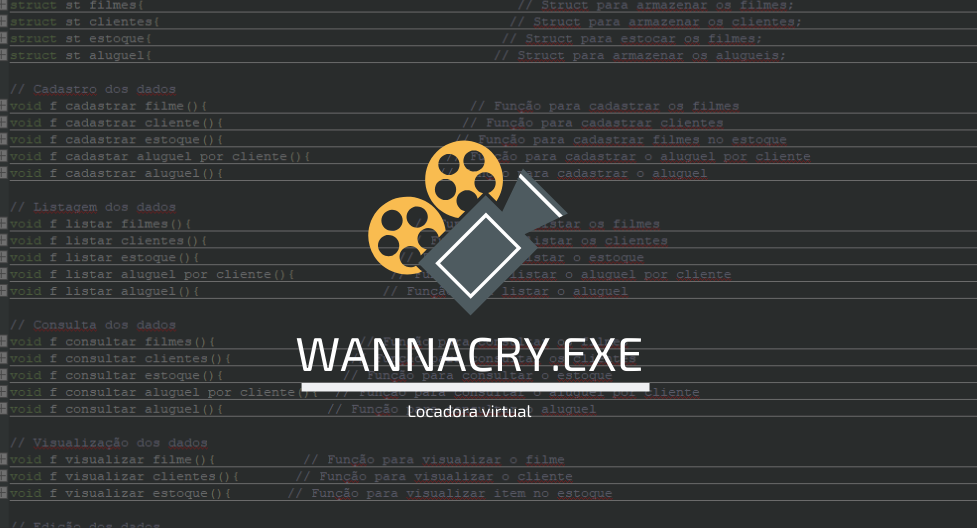 struct st filmes{ // Struct para armazenar os filmes;
struct st clientes{ // Struct para armazenar os clientes;
struct st estoque{ // Struct para estocar os filmes;
struct st aluguel{ // Struct para armazenar os alugueis;
// Cadastro dos dados
void f cadastrar filme(){ // Função para cadastrar os filmes
void f cadastrar cliente(){ // Função para cadastrar clientes
void f cadastrar estoque(){ // Função para cadastrar filmes no estoque
void f cadastar aluguel por cliente(){ para cadastrar o aluguel por cliente
void f cadastrar aluguel(){ cadastrar o aluguel
// Listagem dos dados
void f listar filmes(){ os filmes
void f listar clientes(){ listar os clientes
void f listar estoque(){ listar o estoque
void f listar aluguel por cliente(){ listar o aluguel por cliente
void f listar aluguel(){ // listar o aluguel
// Consulta dos dados
void f consultar filmes(){
void f consultar clientes(){
WANNACRY.EXE
void f consultar estoque(){ // Função para consultar o estoque
void f consultar aluguel por cliente(){ // Função para consultar o aluguel por cliente
void f consultar aluguel(){ // Função aluguel
Locadora virtual
// Visualização dos dados
void f visualizar filme(){ // Função para visualizar o filme
void f visualizar clientes(){ // Função para visualizar o cliente
void f visualizar estoque(){ // Função para visualizar item no estoque
// Edição dos dados